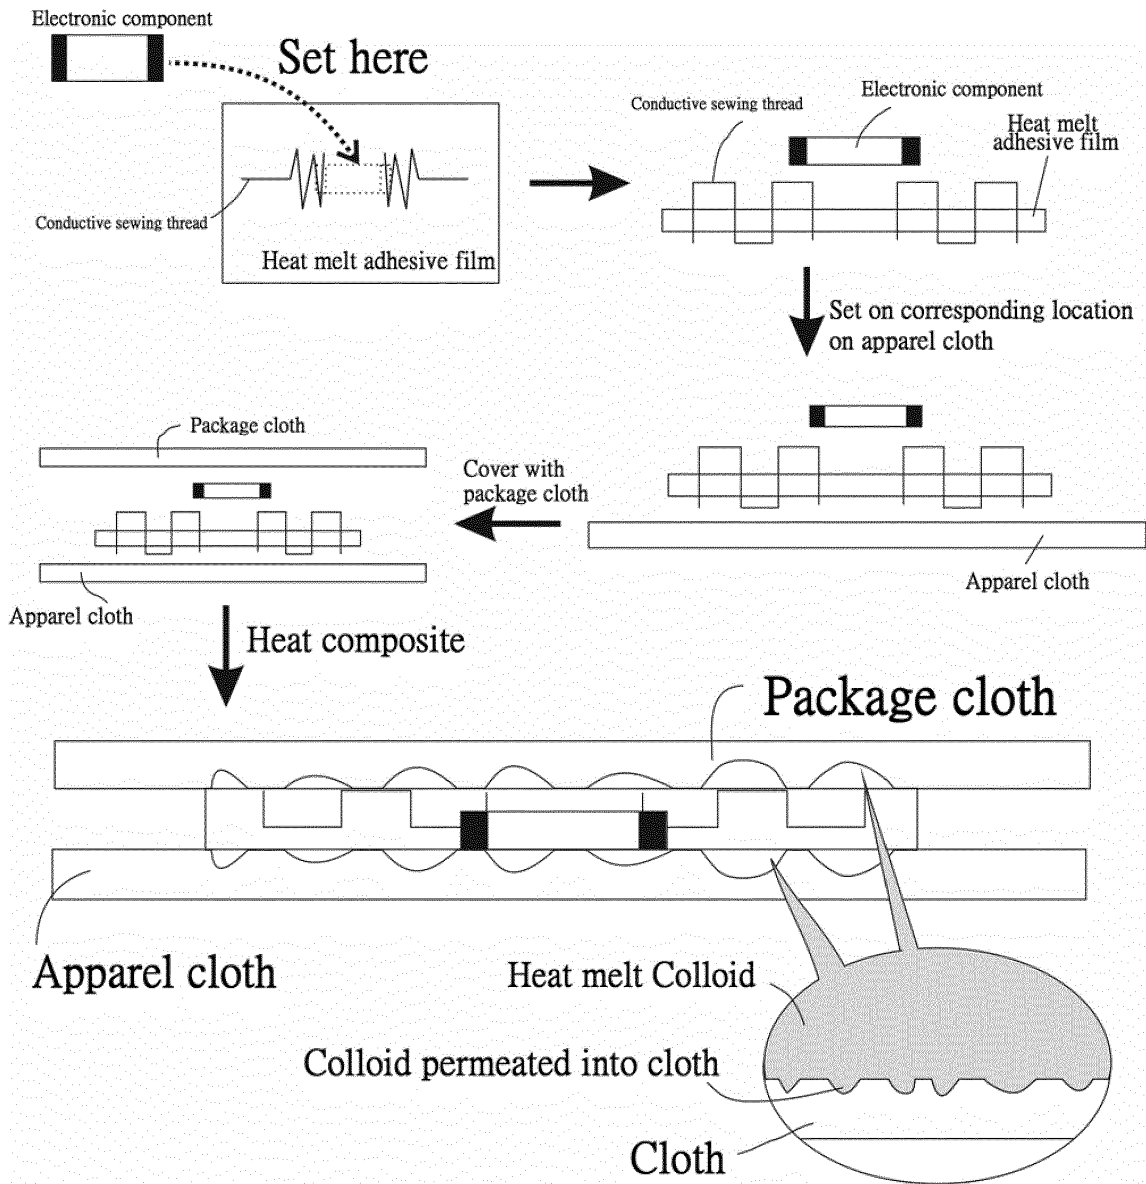 Electronic component
Set here
Conductive sewing thread
Heat melt adhesive film
Conductive sewing thread
Electronic component
Heat melt
adhesive film
Set on corresponding location
on apparel cloth
Apparel cloth
Cover with
package cloth
Package cloth
Apparel cloth
Heat composite
Package cloth
Apparel cloth
Heat melt Colloid
Colloid permeated into cloth
Cloth